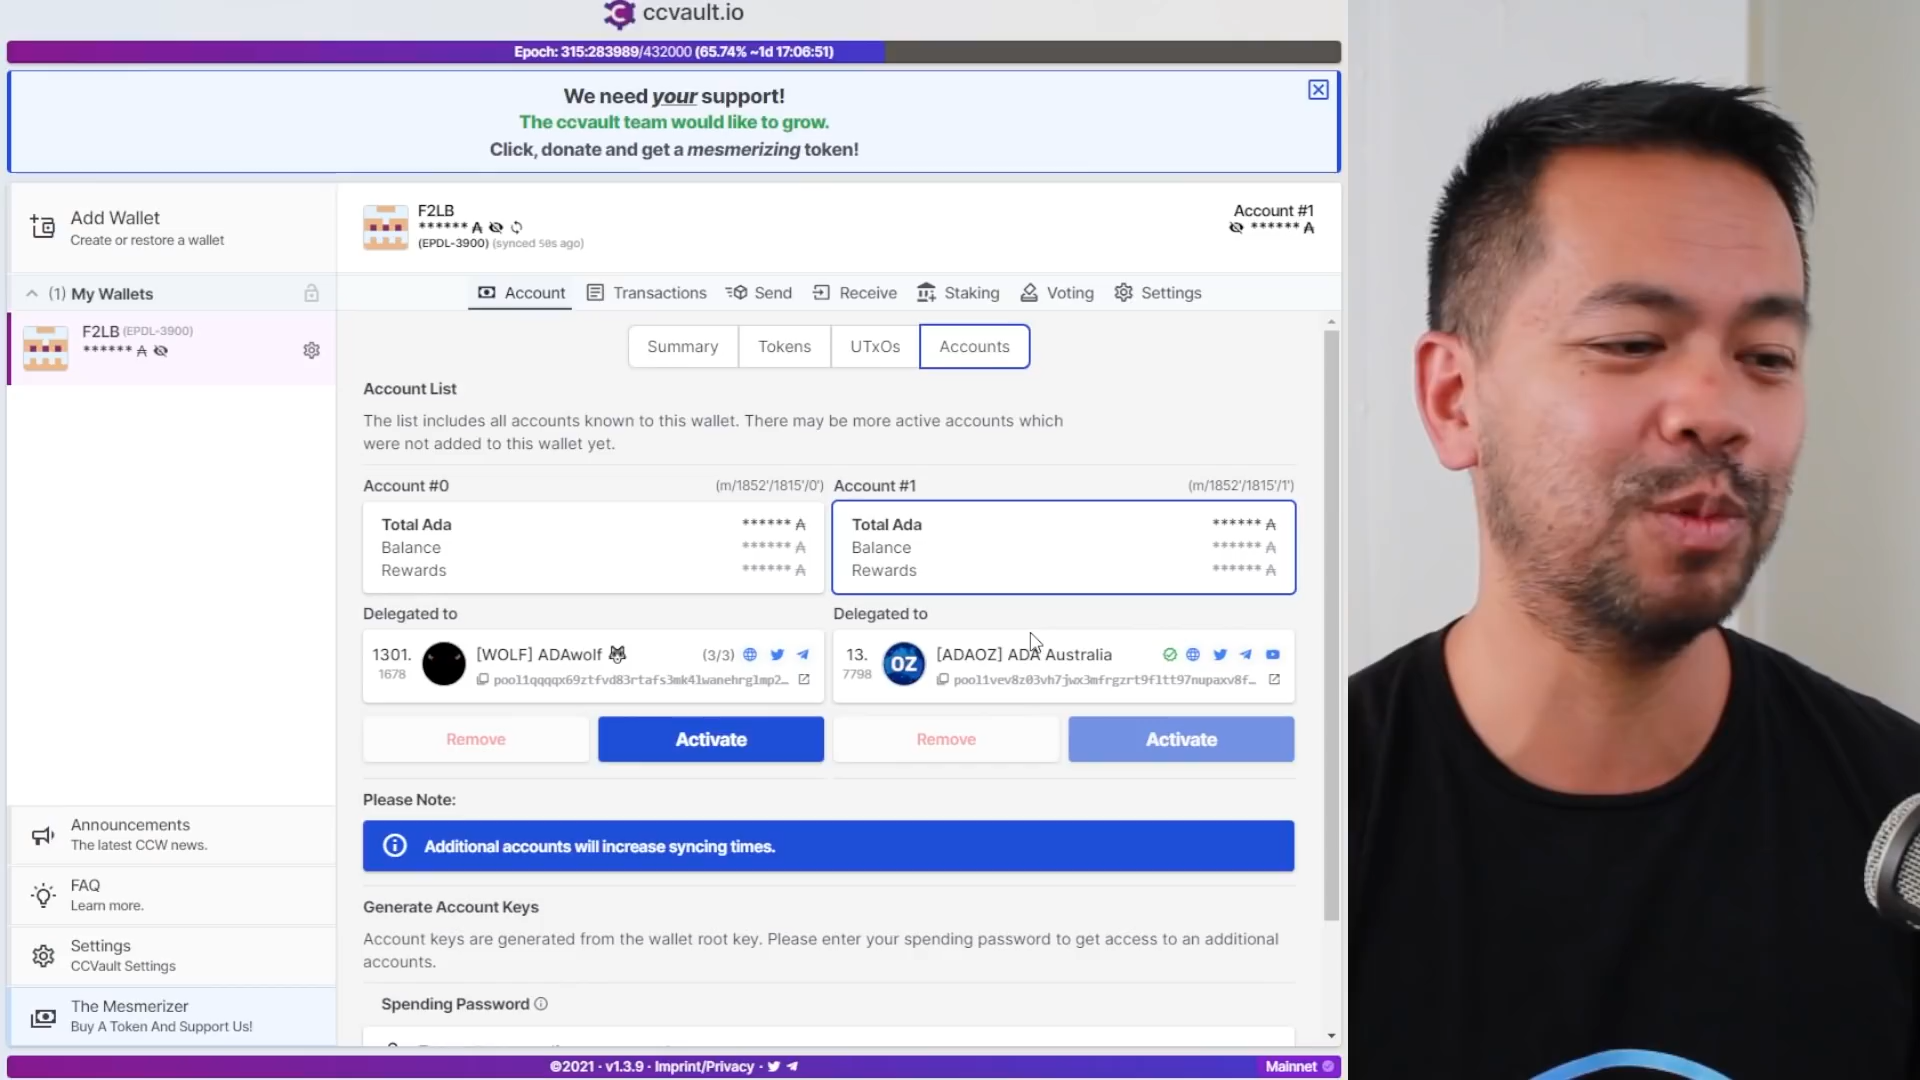 ccvault.io
Epoch: 315:283989/432000 (65.74% ~1d 17:06:51)
We need your support!
The ccvault team would like to grow.
Click, donate and get a mesmerizing token!
Add Wallet
Create or restore a wallet
(1) My Wallets
F2LB (EPDL-3900)
****** ₳
Announcements
The latest CCW news.
FAQ
Learn more.
Settings
CCVault Settings
The Mesmerizer
Buy A Token And Support Us!
F2LB
****** ₳
(EPDL-3900) (synced 50s ago)
Account #1
****** ₳
Account Transactions Send Receive Staking Voting Settings
Summary Tokens UTxOs Accounts
Account List
The list includes all accounts known to this wallet. There may be more active accounts which
were not added to this wallet yet.
Account #0 (m/1852'/1815'/0')
Total Ada ****** ₳
Balance ****** ₳
Rewards ****** ₳
Delegated to
1301. [WOLF] ADAwolf (3/3)
1678 pool1qqqqx69ztfvd83rtafs3mk4lwanehrglmp2…
Remove Activate
Account #1 (m/1852'/1815'/1')
Total Ada ****** ₳
Balance ****** ₳
Rewards ****** ₳
Delegated to
13. OZ [ADAOZ] ADA Australia
7798 pool1vev8z03vh7jwx3mfrgzrt9fltt97nupaxv8f…
Remove Activate
Please Note:
Additional accounts will increase syncing times.
Generate Account Keys
Account keys are generated from the wallet root key. Please enter your spending password to get access to an additional
accounts.
Spending Password
©2021 · v1.3.9 · Imprint/Privacy ·
Mainnet